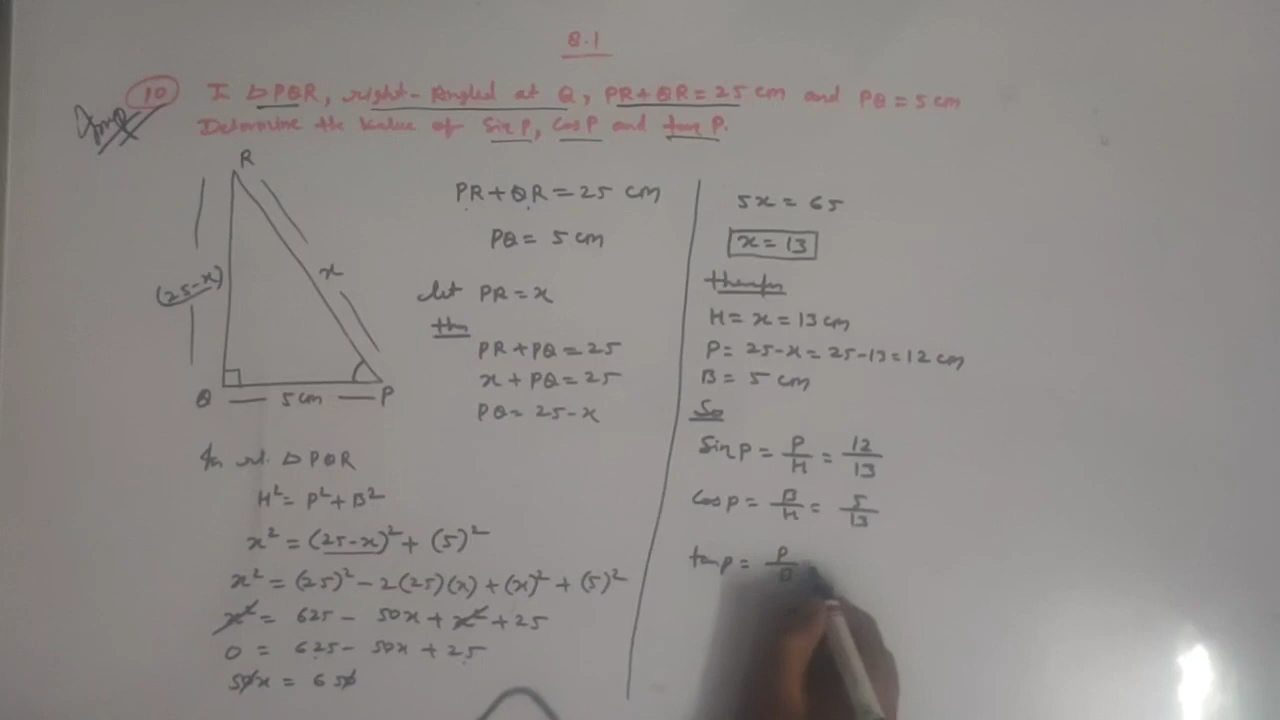 8.1
Imp
10 In △PQR, right-Angled at Q, PR+QR=25 cm and PQ = 5 cm
Determine the value of Sin P, Cos P and tan P.
R
(25-x)
x
Q
5 cm
P
PR+QR = 25 cm
PQ = 5 cm
let PR = x
then
PR+PQ = 25
x + PQ = 25
PQ = 25-x
In rt. △ PQR
H² = P² + B²
x² = (25-x)² + (5)²
x² = (25)² - 2(25)(x) + (x)² + (5)²
x² = 625 - 50x + x² + 25
0 = 625 - 50x + 25
50x = 650
5x = 65
x = 13
therefore
H = x = 13 cm
P = 25-x = 25-13 = 12 cm
B = 5 cm
So
Sin P = P/H = 12/13
Cos P = B/H = 5/13
tan P = P/B